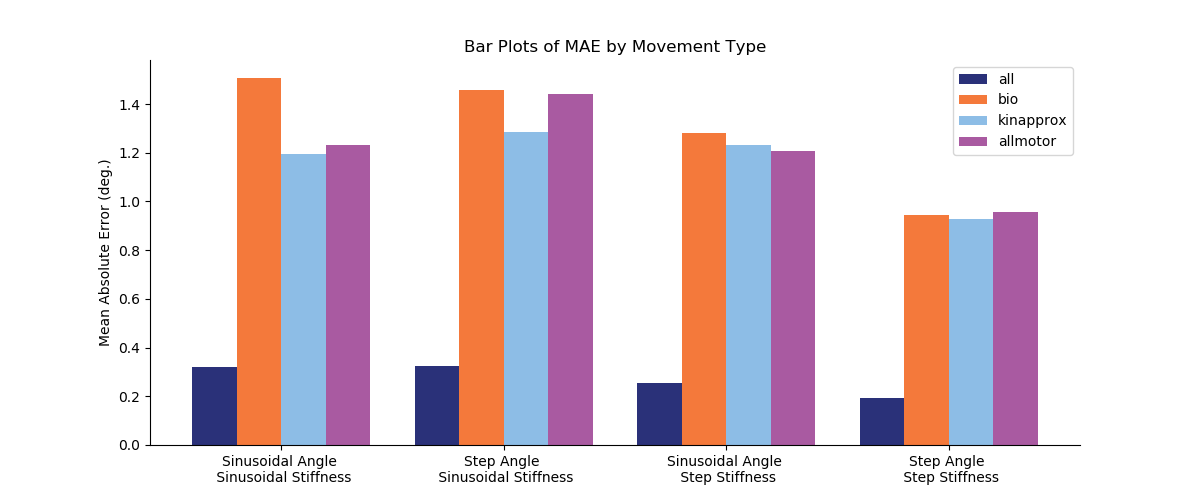 Bar Plots of MAE by Movement Type
all
bio
kinapprox
allmotor
Mean Absolute Error (deg.)
1.4
1.2
1.0
0.8
0.6
0.4
0.2
0.0
Sinusoidal Angle
Sinusoidal Stiffness
Step Angle
Sinusoidal Stiffness
Sinusoidal Angle
Step Stiffness
Step Angle
Step Stiffness